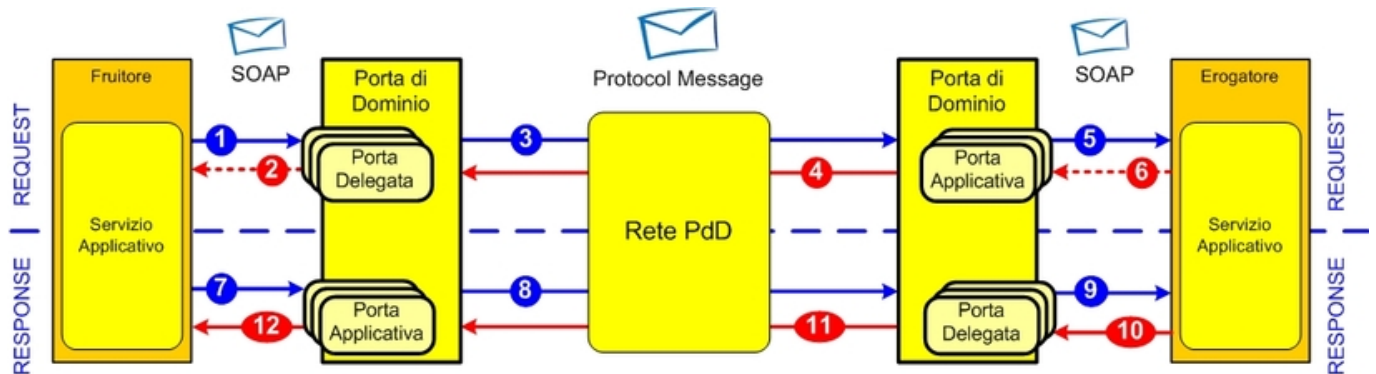 SOAP
Protocol Message
SOAP
Fruitore
Porta di
Dominio
Porta di
Dominio
Erogatore
REQUEST
1
2
3
4
5
6
REQUEST
Porta
Delegata
Porta
Applicativa
Servizio
Applicativo
Rete PdD
Servizio
Applicativo
RESPONSE
7
8
9
RESPONSE
12
11
10
Porta
Applicativa
Porta
Delegata